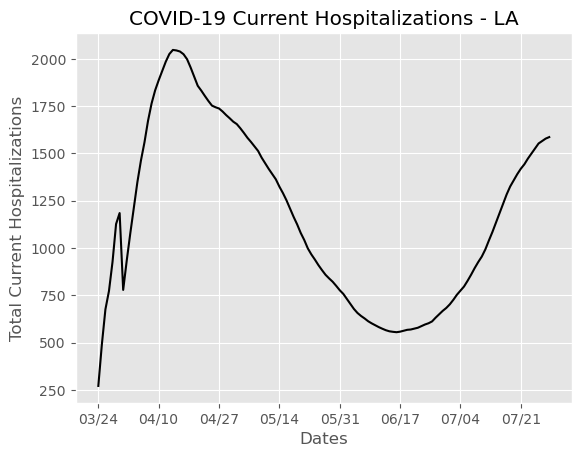 COVID-19 Current Hospitalizations - LA
Total Current Hospitalizations
2000
1750
1500
1250
1000
750
500
250
03/24 04/10 04/27 05/14 05/31 06/17 07/04 07/21
Dates